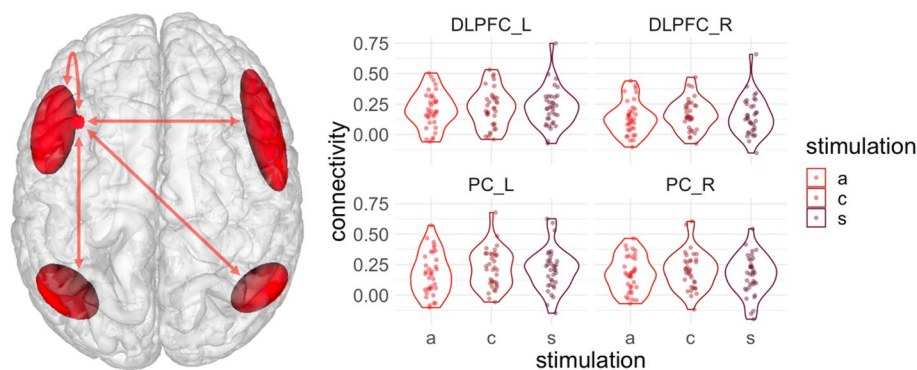 DLPFC_L DLPFC_R
0.75
0.50
0.25
0.00
PC_L PC_R
0.75
0.50
0.25
0.00
connectivity
a c s a c s
stimulation
stimulation
a
c
s